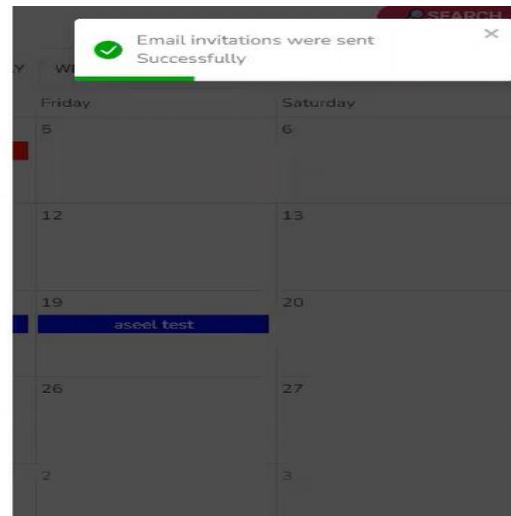 SEARCH
Email invitations were sent
Successfully
Y W
Friday Saturday
5 6
12 13
19 20
aseel test
26 27
2 3